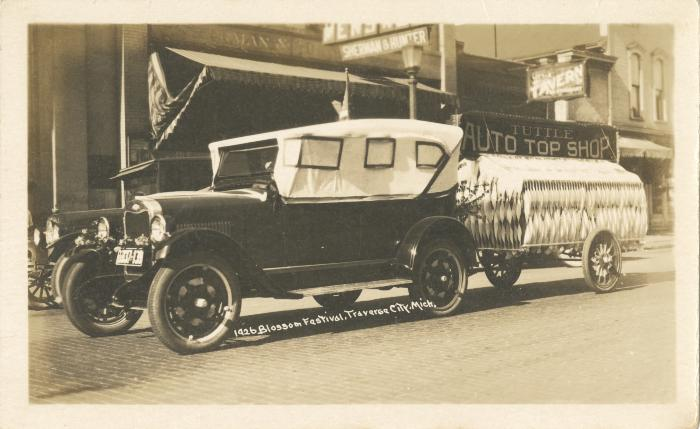 SHERMAN & HUNTER
TAVERN
TUTTLE
AUTO TOP SHOP
1926 Blossom Festival, Traverse City, Mich.